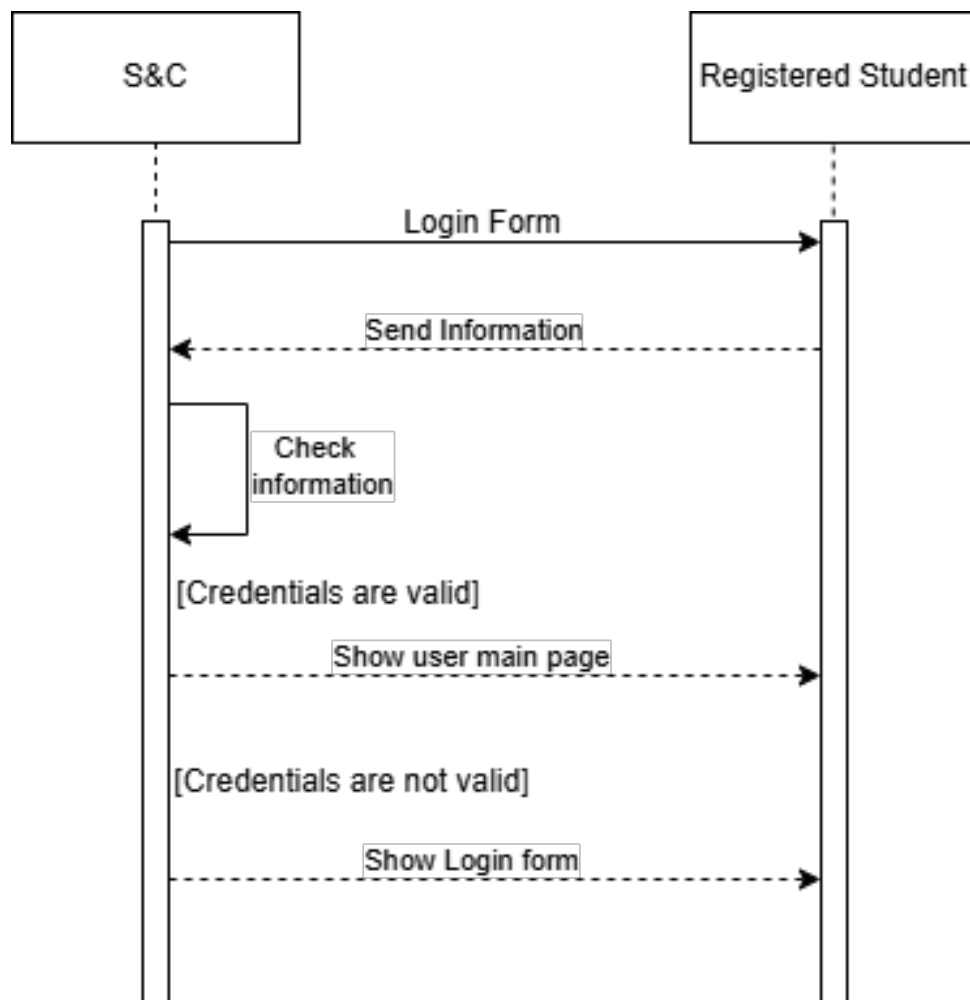 S&C
Registered Student
Login Form
Send Information
Check
information
[Credentials are valid]
Show user main page
[Credentials are not valid]
Show Login form